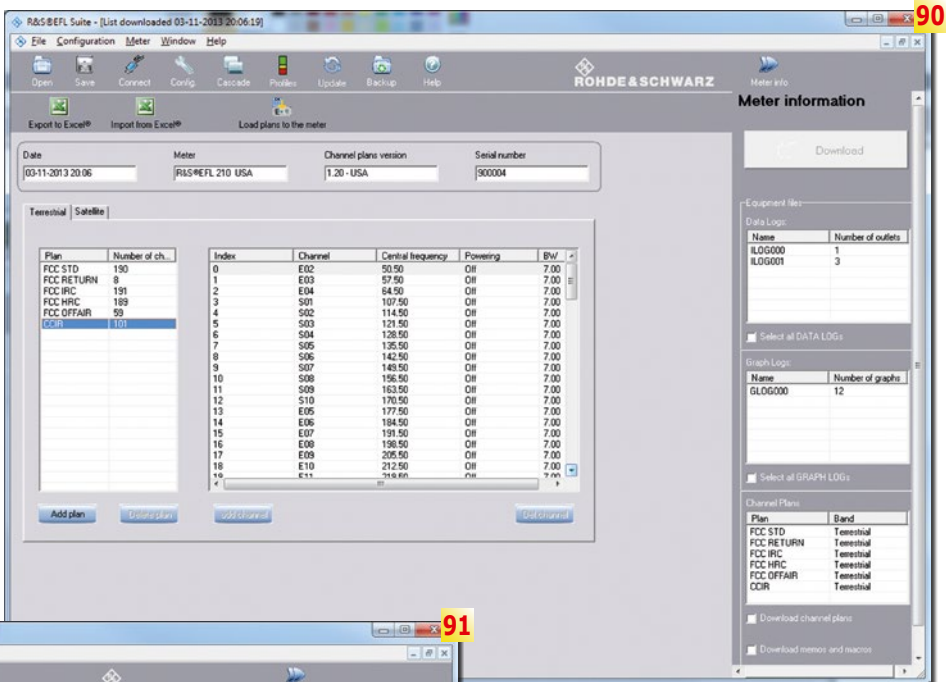 R&S®EFL Suite - [List downloaded 03-11-2013 20:06:19]
90
File Configuration Meter Window Help
Open Save Connect Config. Cascade Profiles Update Backup Help
ROHDE&SCHWARZ
Meter info
Export to Excel® Import from Excel® Load plans to the meter
Meter information
Download
Date Meter Channel plans version Serial number
03-11-2013 20:06 R&S®EFL 210 USA 1.20 - USA 900004
Terrestrial Satellite
Plan Number of ch...
FCC STD 190
FCC RETURN 8
FCC IRC 191
FCC HRC 189
FCC OFFAIR 59
CCIR 101
Index Channel Central frequency Powering BW
0 E02 50.50 Off 7.00
1 E03 57.50 Off 7.00
2 E04 64.50 Off 7.00
3 S01 107.50 Off 7.00
4 S02 114.50 Off 7.00
5 S03 121.50 Off 7.00
6 S04 128.50 Off 7.00
7 S05 135.50 Off 7.00
8 S06 142.50 Off 7.00
9 S07 149.50 Off 7.00
10 S08 156.50 Off 7.00
11 S09 163.50 Off 7.00
12 S10 170.50 Off 7.00
13 E05 177.50 Off 7.00
14 E06 184.50 Off 7.00
15 E07 191.50 Off 7.00
16 E08 198.50 Off 7.00
17 E09 205.50 Off 7.00
18 E10 212.50 Off 7.00
19 E11 219.50 Off 7.00
Add plan Delete plan add channel Del channel
Equipment files
Data Logs:
Name Number of outlets
ILOG000 1
ILOG001 3
Select all DATA LOGs
Graph Logs:
Name Number of graphs
GLOG000 12
Select all GRAPH LOGs
Channel Plans
Plan Band
FCC STD Terrestrial
FCC RETURN Terrestrial
FCC IRC Terrestrial
FCC HRC Terrestrial
FCC OFFAIR Terrestrial
CCIR Terrestrial
Download channel plans
Download memos and macros
91